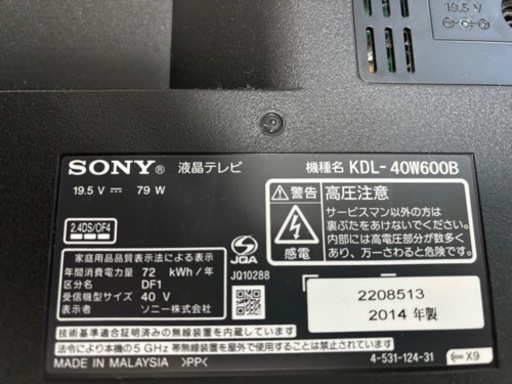 19.5 V
SONY® 液晶テレビ
機種名 KDL-40W600B
19.5 V ⎓ 79 W
2.4DS/OF4
家庭用品品質表示法による表示
年間消費電力量 72 kWh/年
区分名 DF1
受信機型サイズ 40 V
ソニー株式会社
JQA
JQ10288
警告 高圧注意
感電
サービスマン以外の方は
裏ぶたをあけないでください。
内部には高電圧部分が数多く
あり、万一さわると危険です。
2208513
2014 年製
技術基準適合証明済みの無線装置を内蔵しています。
法令により本機の5 GHz 帯無線装置を屋外で使用することは禁止されています。
MADE IN MALAYSIA >PP<
4-531-124-31
X9